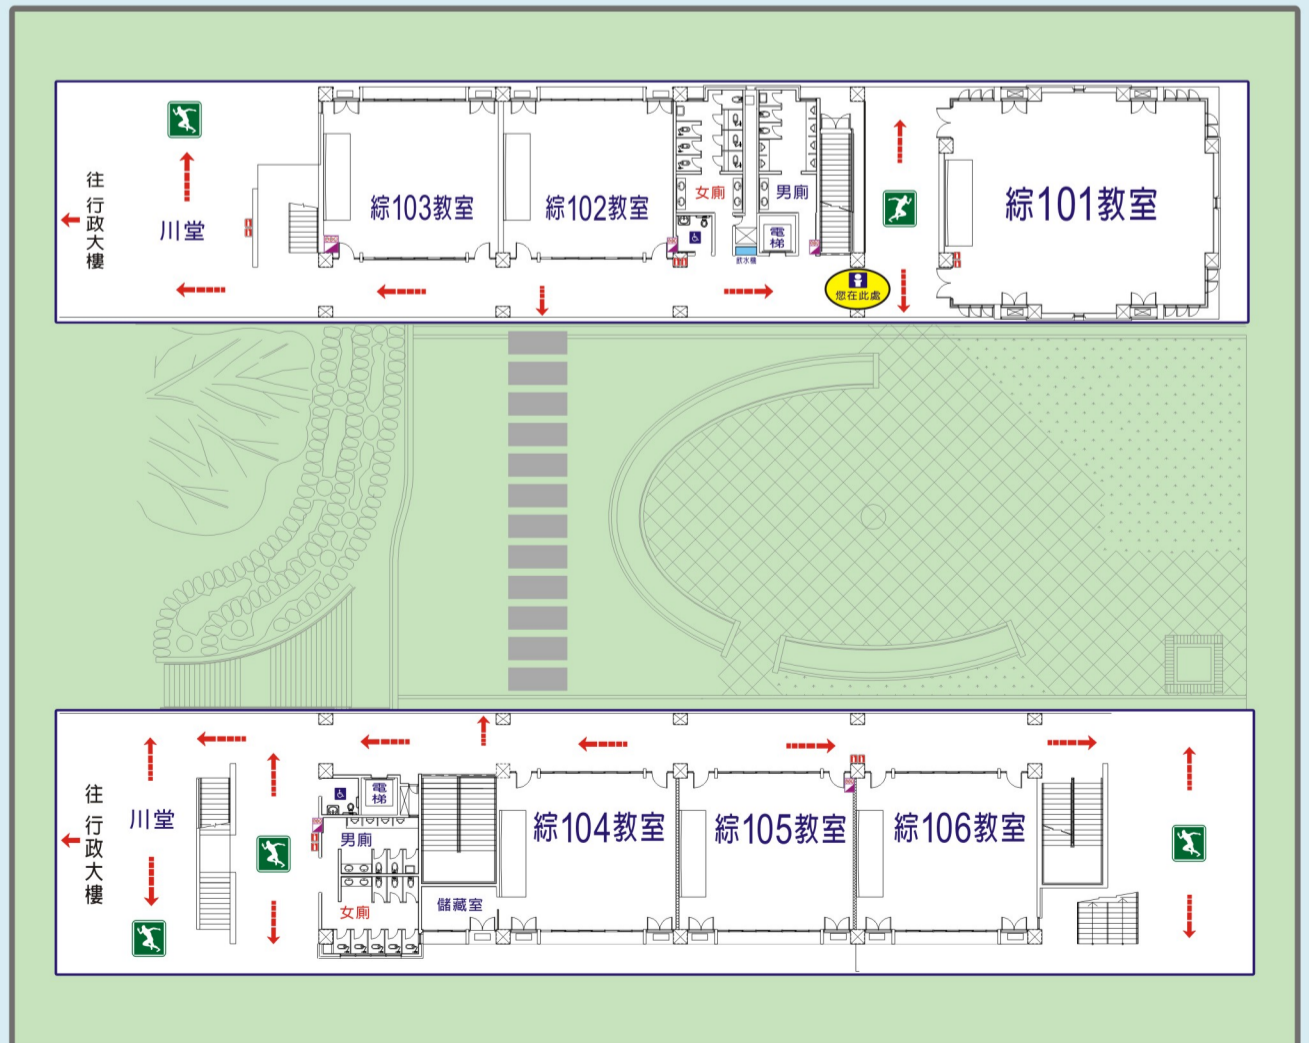 往行政大樓
川堂
綜103教室
綜102教室
女廁
男廁
電梯
飲水機
您在此處
綜101教室
往行政大樓
川堂
電梯
男廁
女廁
儲藏室
綜104教室
綜105教室
綜106教室